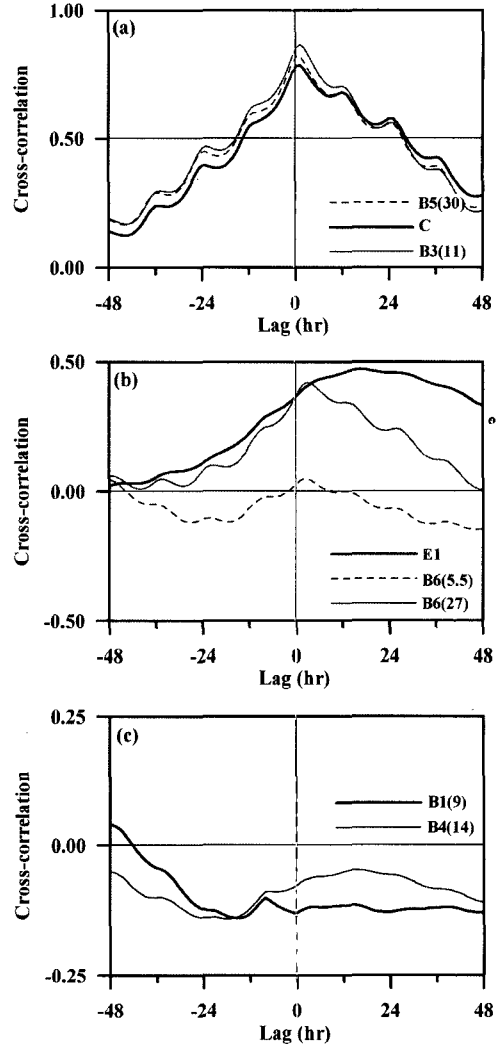 1.00
(a)
Cross-correlation
0.50
B5(30)
C
B3(11)
0.00
-48
-24
0
24
48
Lag (hr)
0.50
(b)
Cross-correlation
0.00
E1
B6(5.5)
B6(27)
-0.50
-48
-24
0
24
48
Lag (hr)
0.25
(c)
B1(9)
B4(14)
Cross-correlation
0.00
-0.25
-48
-24
0
24
48
Lag (hr)